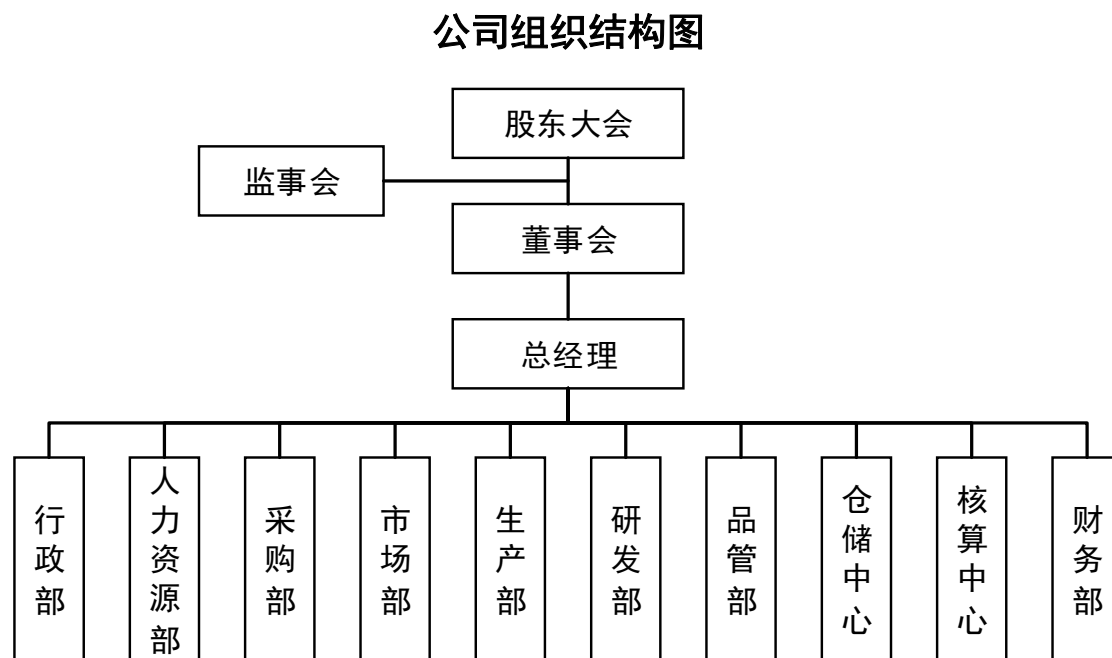 公司组织结构图
股东大会
监事会
董事会
总经理
行政部
人力资源部
采购部
市场部
生产部
研发部
品管部
仓储中心
核算中心
财务部